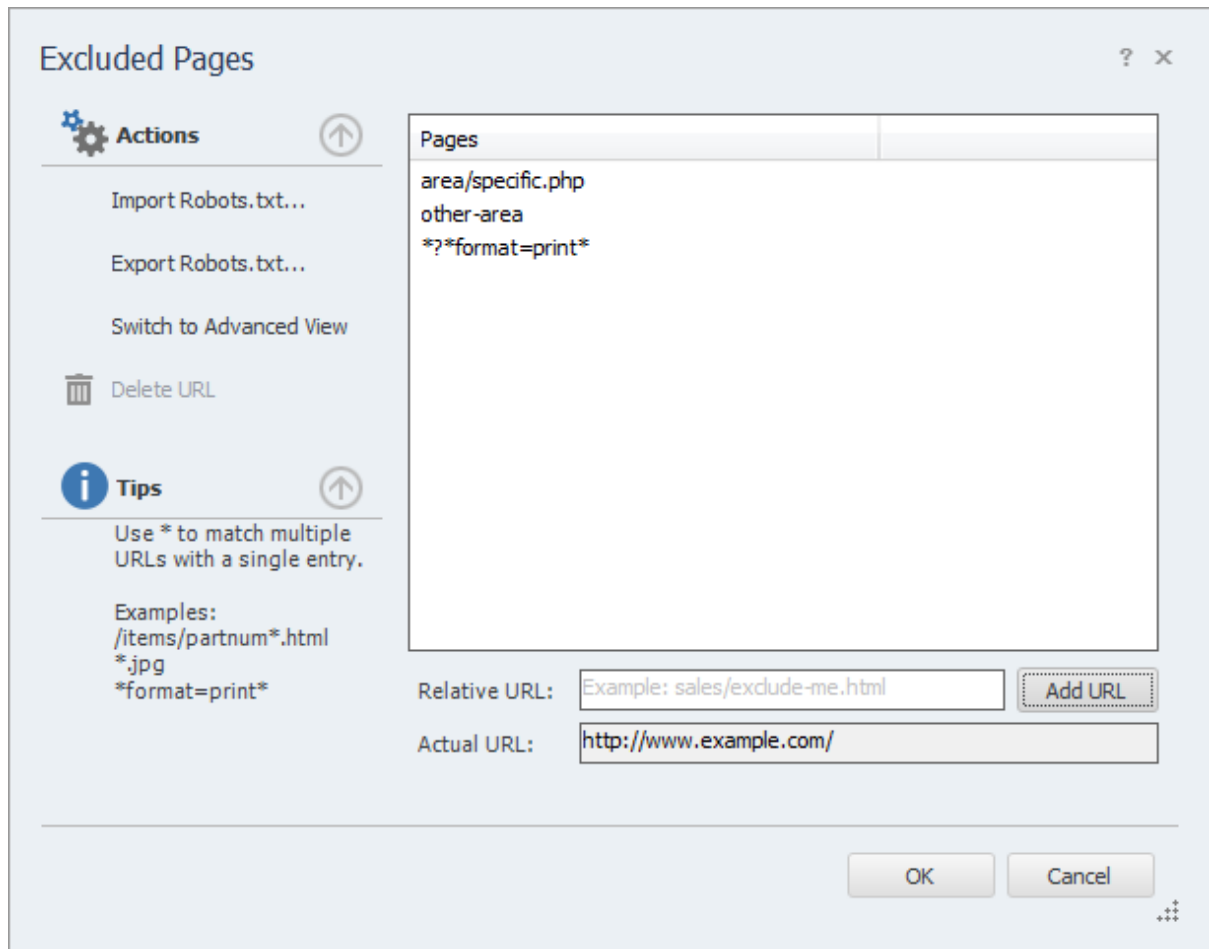 Excluded Pages
? ×
Actions
Import Robots.txt...
Export Robots.txt...
Switch to Advanced View
Delete URL
Tips
Use * to match multiple
URLs with a single entry.
Examples:
/items/partnum*.html
*.jpg
*format=print*
Pages
area/specific.php
other-area
*?*format=print*
Relative URL:
Example: sales/exclude-me.html
Add URL
Actual URL:
http://www.example.com/
OK
Cancel